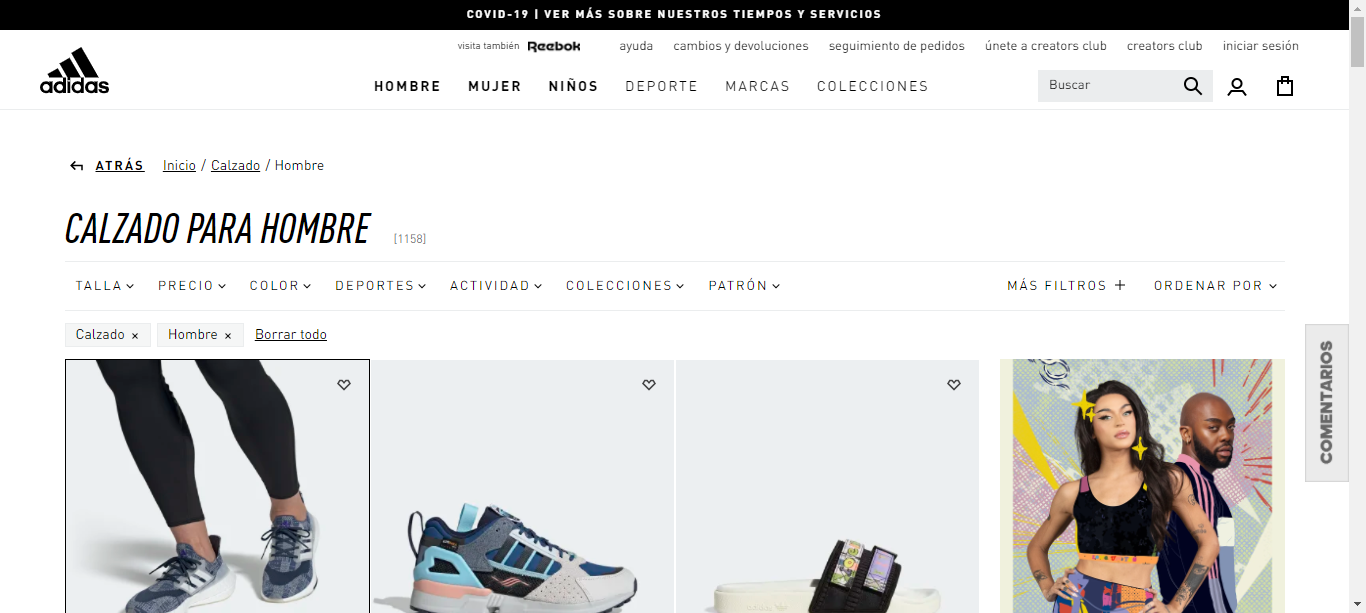 COVID-19 | VER MÁS SOBRE NUESTROS TIEMPOS Y SERVICIOS
visita también Reebok ayuda cambios y devoluciones seguimiento de pedidos únete a creators club creators club iniciar sesión
adidas
HOMBRE MUJER NIÑOS DEPORTE MARCAS COLECCIONES Buscar
ATRÁS Inicio / Calzado / Hombre
CALZADO PARA HOMBRE [1158]
TALLA PRECIO COLOR DEPORTES ACTIVIDAD COLECCIONES PATRÓN MÁS FILTROS + ORDENAR POR
Calzado × Hombre × Borrar todo
COMENTARIOS